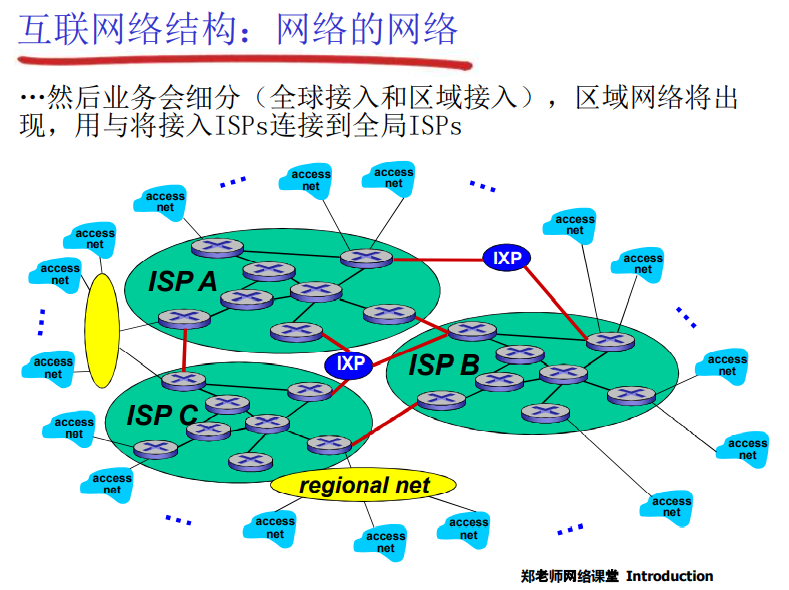 互联网络结构：网络的网络
…然后业务会细分（全球接入和区域接入），区域网络将出
现，用与将接入ISPs连接到全局ISPs
access
net
access
net
access
net
access
net
access
net
access
net
access
net
IXP
ISP A
IXP
ISP B
access
net
access
net
ISP C
access
net
access
net
access
net
regional net
access
net
access
net
access
net
access
net
郑老师网络课堂 Introduction